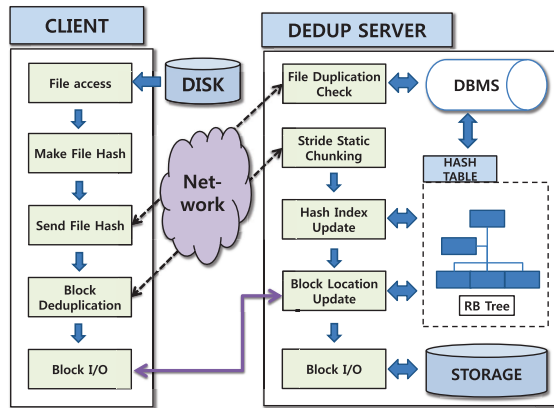 CLIENT
DEDUP SERVER
File access
DISK
Make File Hash
Send File Hash
Block
Deduplication
Block I/O
Net-
work
File Duplication
Check
DBMS
Stride Static
Chunking
HASH
TABLE
Hash Index
Update
Block Location
Update
RB Tree
Block I/O
STORAGE